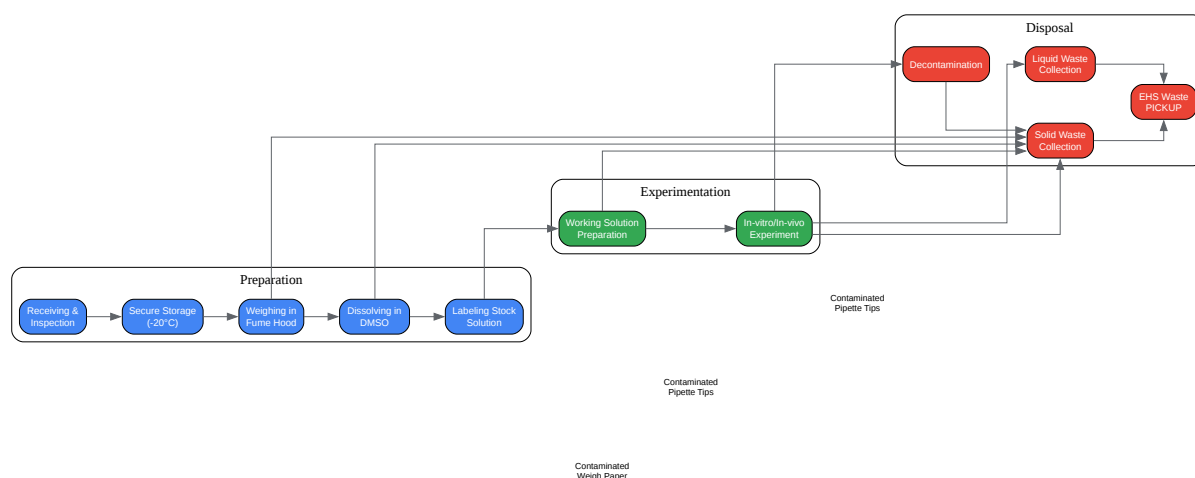 Disposal
Decontamination
Liquid Waste
Collection
EHS Waste
PICKUP
Solid Waste
Collection
Experimentation
Working Solution
Preparation
In-vitro/In-vivo
Experiment
Preparation
Receiving &
Inspection
Secure Storage
(-20°C)
Weighing in
Fume Hood
Dissolving in
DMSO
Labeling Stock
Solution
Contaminated
Pipette Tips
Contaminated
Pipette Tips
Contaminated
Weigh Paper